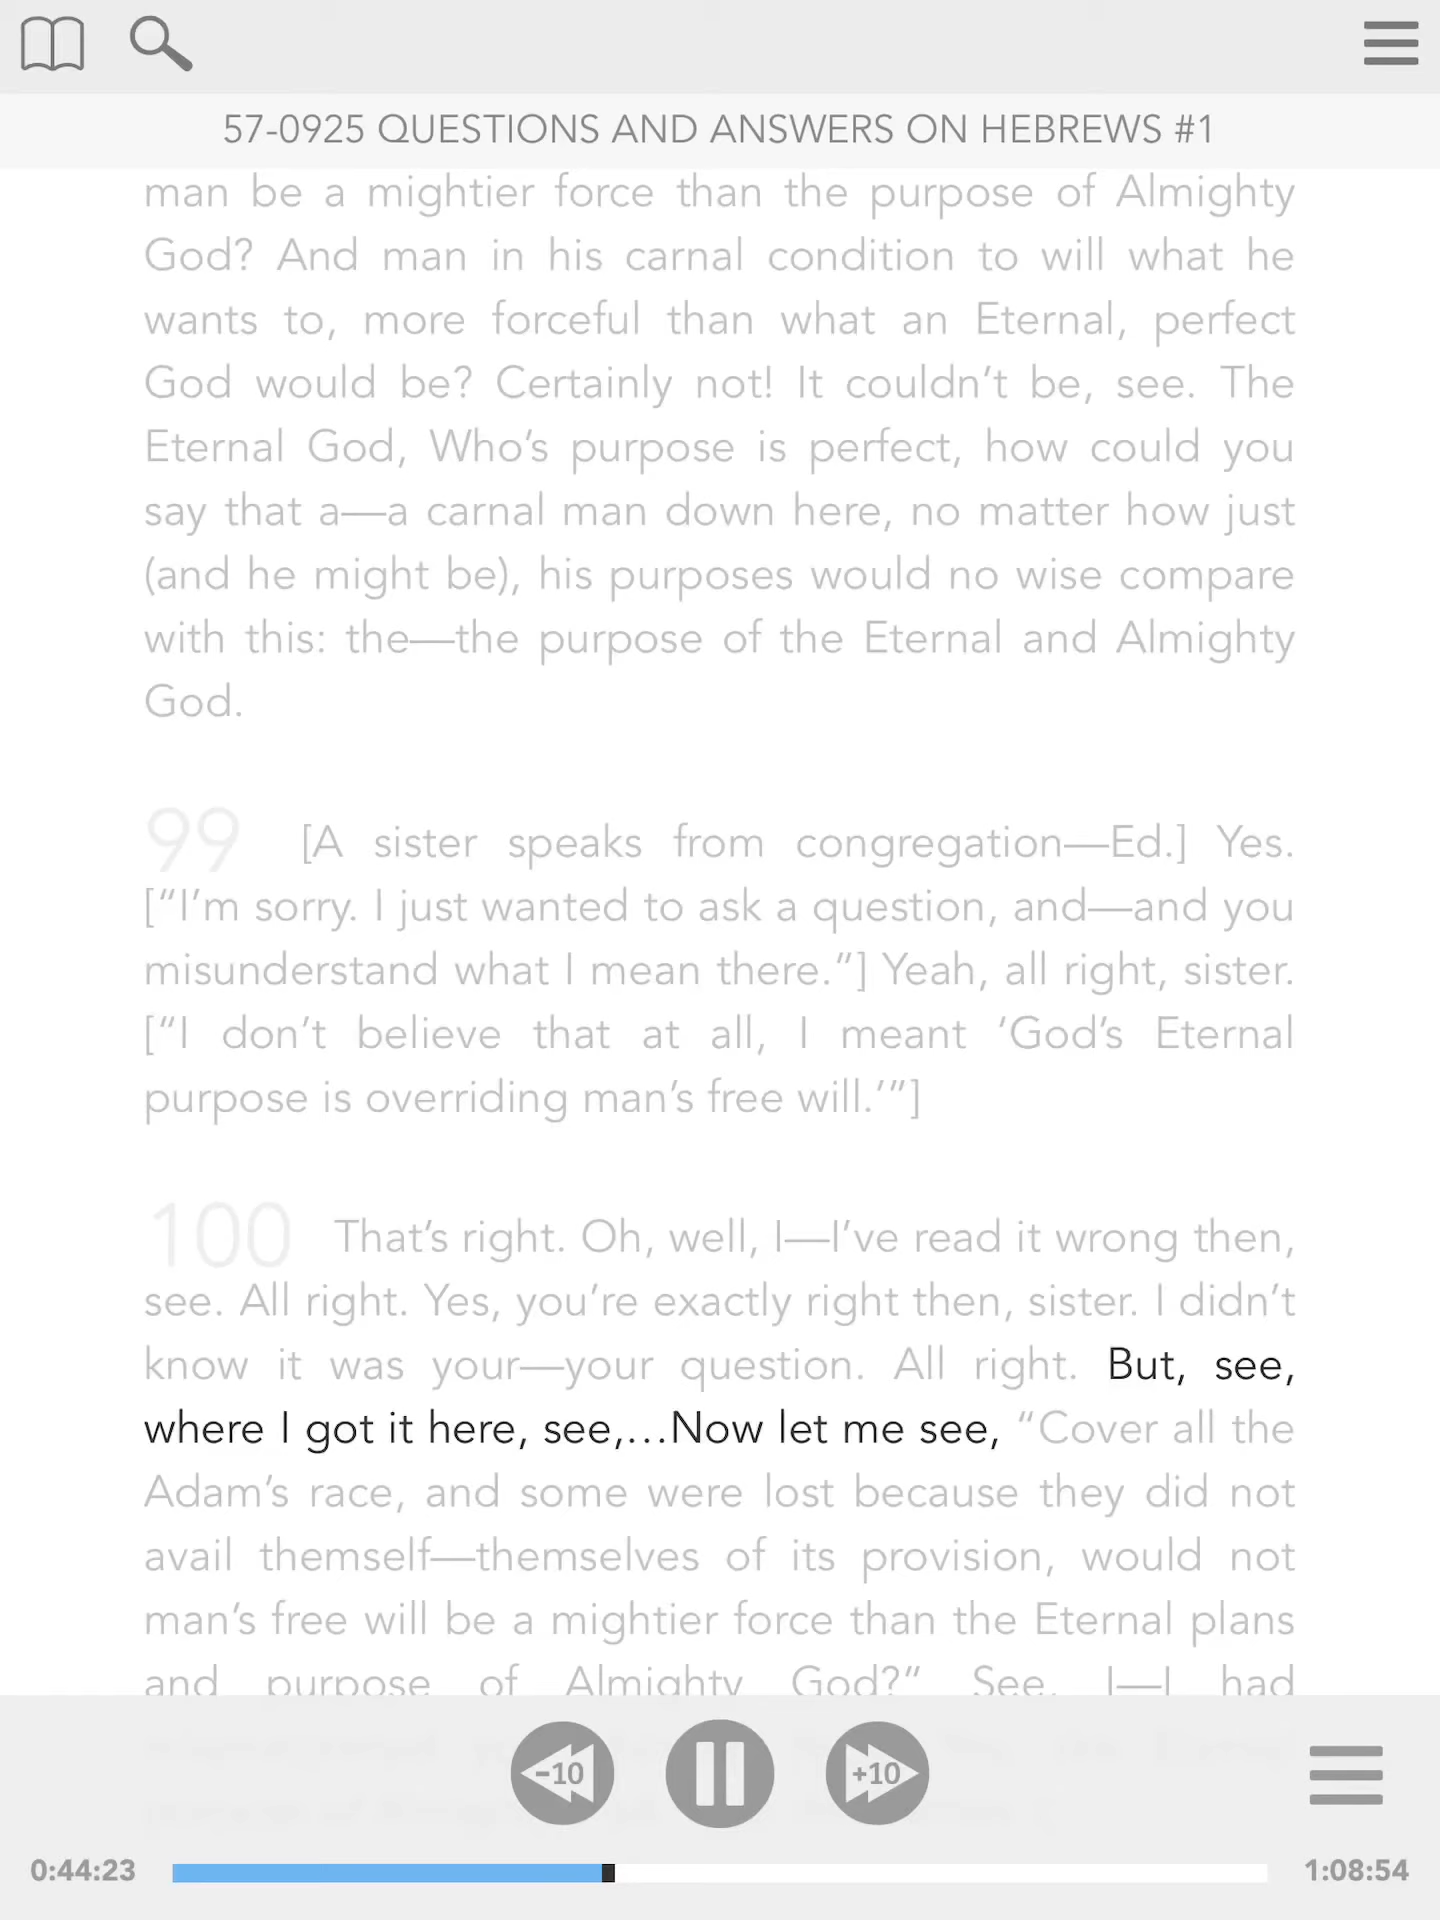 57-0925 QUESTIONS AND ANSWERS ON HEBREWS #1
man be a mightier force than the purpose of Almighty
God? And man in his carnal condition to will what he
wants to, more forceful than what an Eternal, perfect
God would be? Certainly not! It couldn’t be, see. The
Eternal God, Who’s purpose is perfect, how could you
say that a—a carnal man down here, no matter how just
(and he might be), his purposes would no wise compare
with this: the—the purpose of the Eternal and Almighty
God.
99 [A sister speaks from congregation—Ed.] Yes.
[“I’m sorry. I just wanted to ask a question, and—and you
misunderstand what I mean there.”] Yeah, all right, sister.
[“I don’t believe that at all, I meant ‘God’s Eternal
purpose is overriding man’s free will.’”]
100 That’s right. Oh, well, I—I’ve read it wrong then,
see. All right. Yes, you’re exactly right then, sister. I didn’t
know it was your—your question. All right. But, see,
where I got it here, see,…Now let me see, “Cover all the
Adam’s race, and some were lost because they did not
avail themself—themselves of its provision, would not
man’s free will be a mightier force than the Eternal plans
and purpose of Almighty God?” See, I—I had
-10 +10
0:44:23 1:08:54